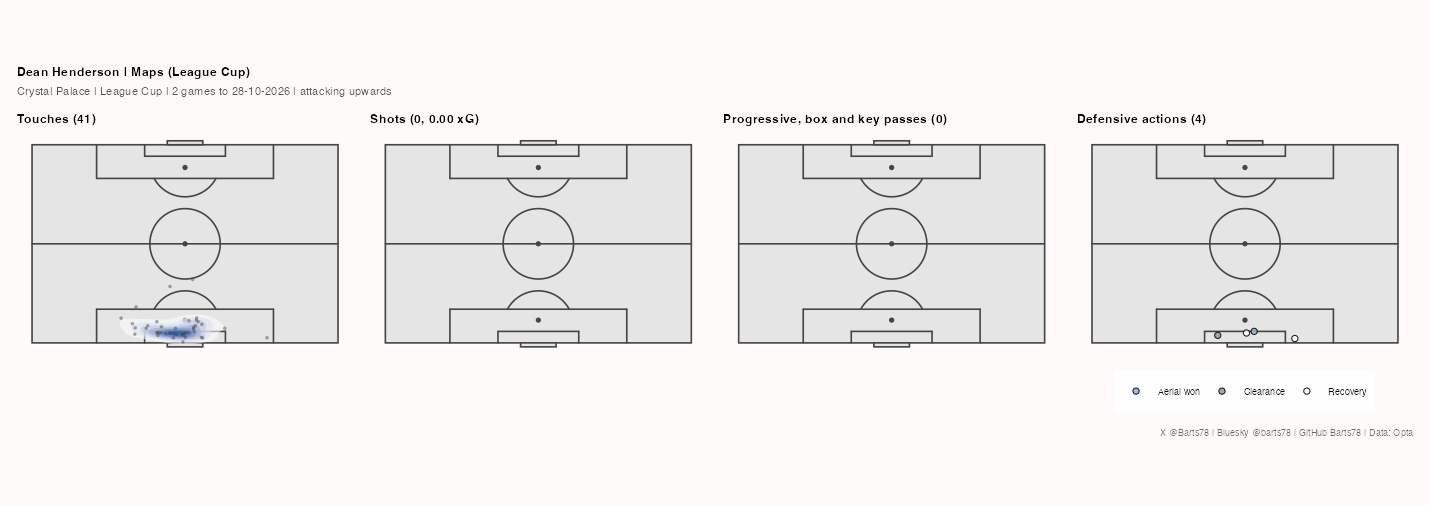 Dean Henderson | Maps (League Cup)
Crystal Palace | League Cup | 2 games to 28-10-2026 | attacking upwards
Touches (41)
Shots (0, 0.00 xG)
Progressive, box and key passes (0)
Defensive actions (4)
Aerial won
Clearance
Recovery
X @Barts78 | Bluesky @barts78 | GitHub Barts78 | Data: Opta